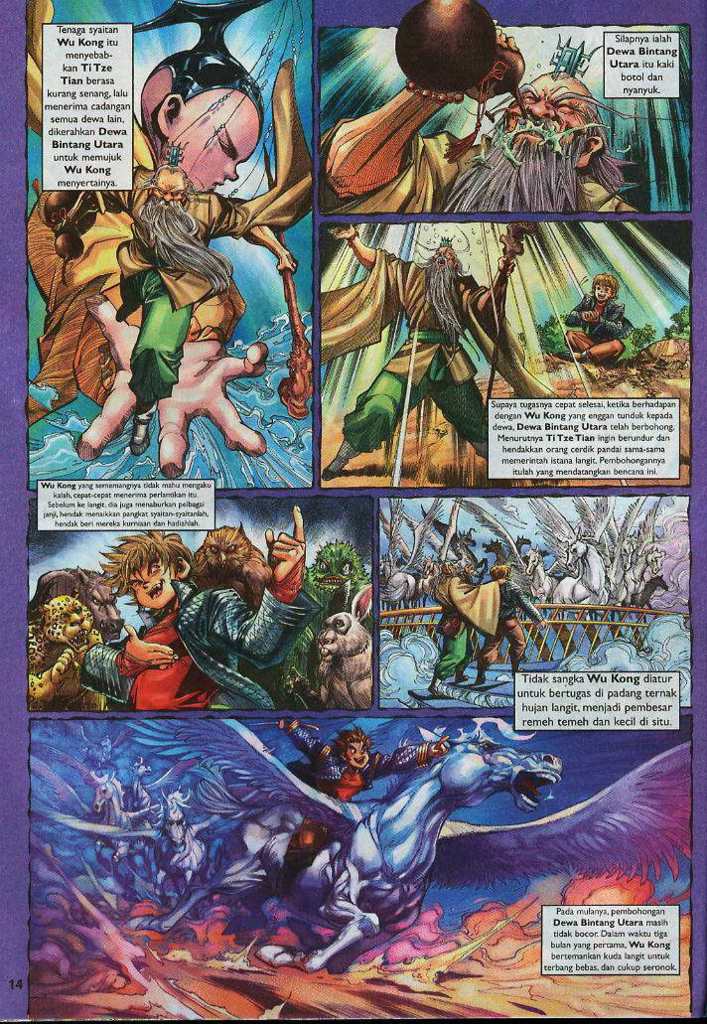 Tenaga syaitan
Wu Kong itu
menyebab-
kan Ti Tze
Tian berasa
kurang senang, lalu
menerima cadangan
semua dewa lain,
dikerahkan Dewa
Bintang Utara
untuk memujuk
Wu Kong
menyertainya.
Silapnya ialah
Dewa Bintang
Utara itu kaki
botol dan
nyanyuk.
Supaya tugasnya cepat selesai, ketika berhadapan
dengan Wu Kong yang enggan tunduk kepada
dewa, Dewa Bintang Utara telah berbohong.
Menurutnya Ti Tze Tian ingin berundur dan
hendakkan orang cerdik pandai sama-sama
memerintah istana langit. Pembohongannya
itulah yang mendatangkan bencana ini.
Wu Kong yang sememangnya tidak mahu mengaku
kalah, cepat-cepat menerima perlantikan itu.
Sebelum ke langit, dia juga menaburkan pelbagai
janji, hendak menaikkan pangkat syaitan-syaitanlah,
hendak beri mereka kurniaan dan hadiahlah.
Tidak sangka Wu Kong diatur
untuk bertugas di padang ternak
hujan langit, menjadi pembesar
remeh temeh dan kecil di situ.
Pada mulanya, pembohongan
Dewa Bintang Utara masih
tidak bocor. Dalam waktu tiga
bulan yang pertama, Wu Kong
bementarkan kuda langit untuk
terbang bebas, dan cukup seronok.
14